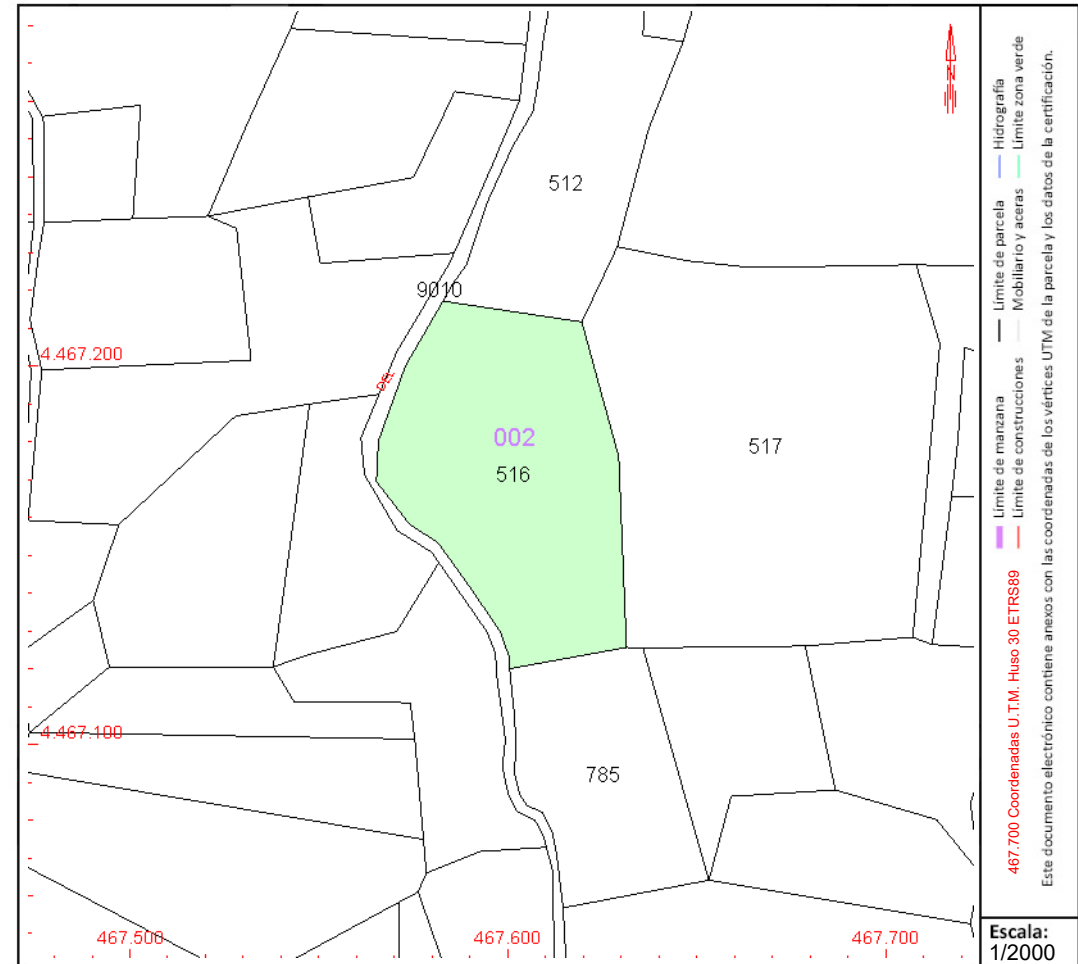 512
9010
4.467.200
DEL
002
516
517
4.467.100
785
467.500
467.600
467.700
N
Límite de manzana
Límite de parcela
Hidrografía
467.700 Coordenadas U.T.M. Huso 30 ETRS89
Límite de construcciones
Mobiliario y aceras
Límite zona verde
Este documento electrónico contiene anexos con las coordenadas de los vértices UTM de la parcela y los datos de la certificación.
Escala:
1/2000